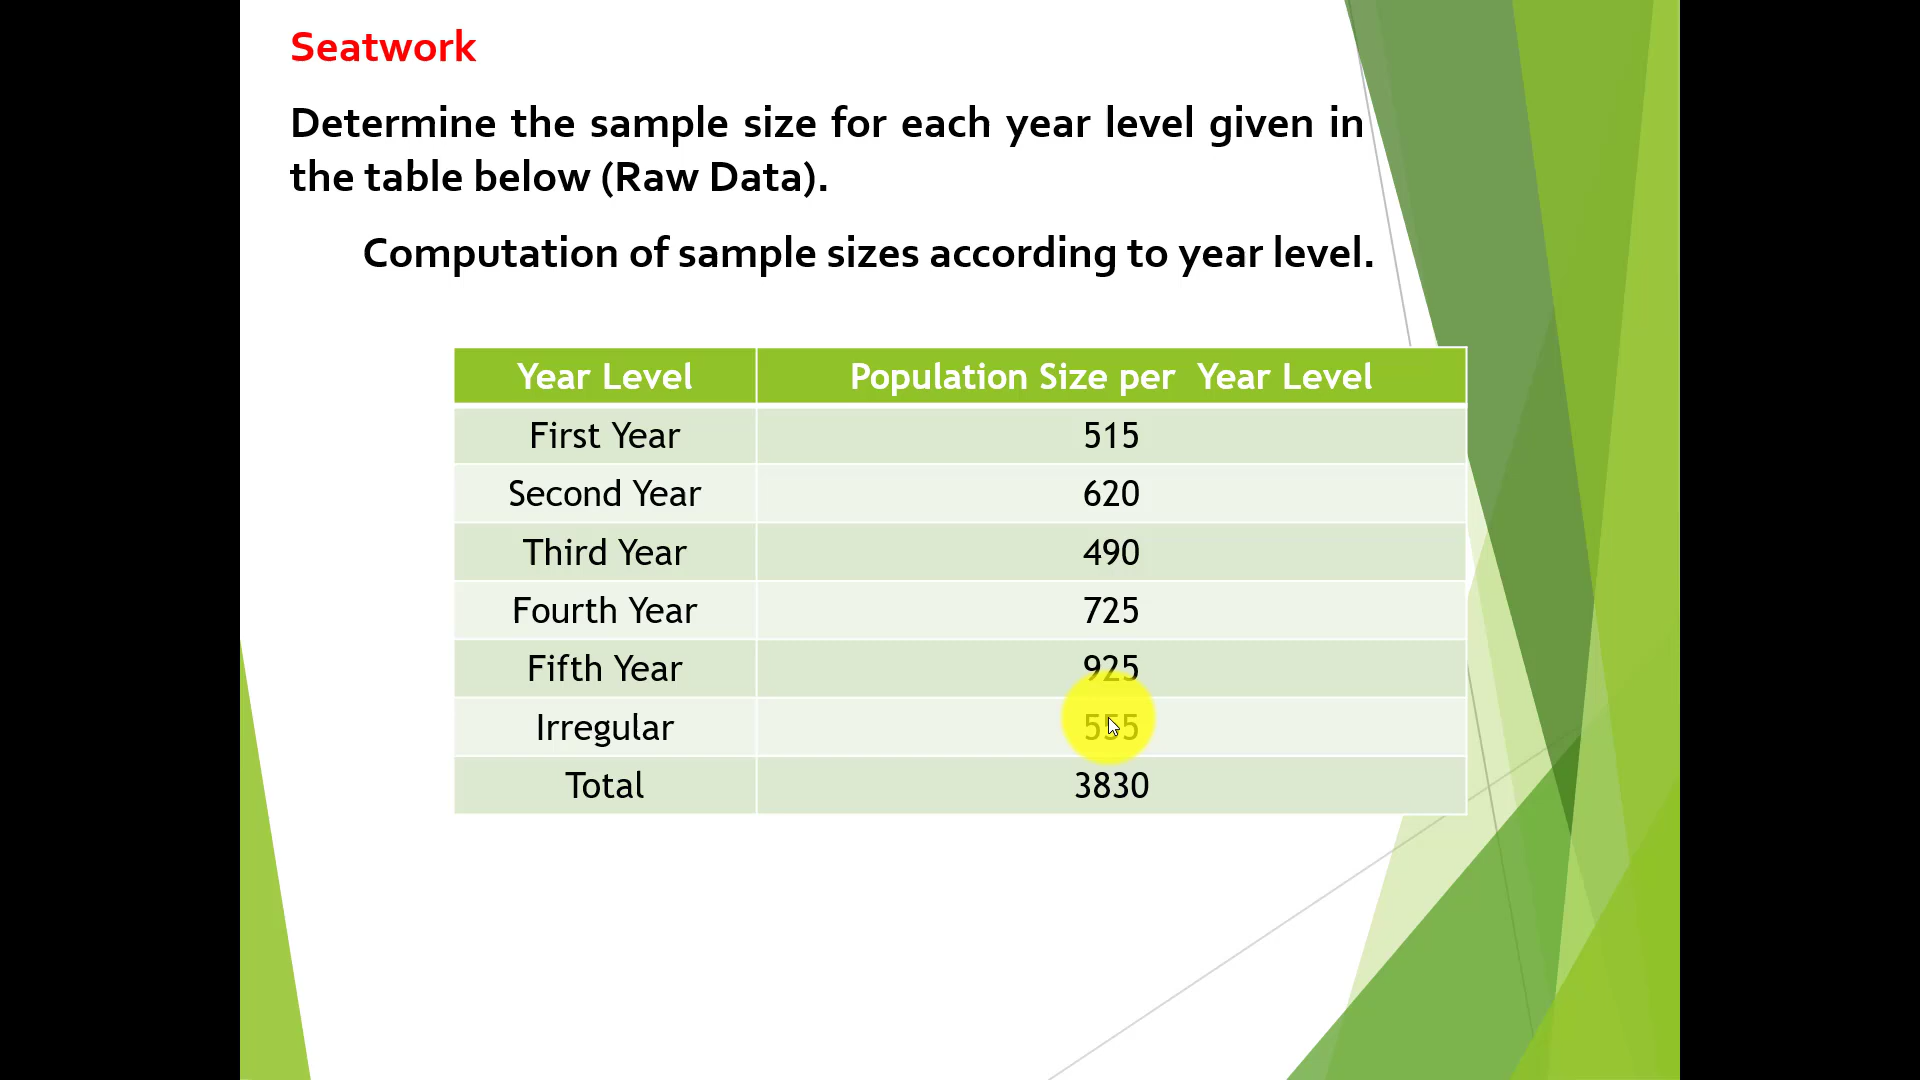 Seatwork
Determine the sample size for each year level given in
the table below (Raw Data).
Computation of sample sizes according to year level.
Year Level Population Size per Year Level
First Year 515
Second Year 620
Third Year 490
Fourth Year 725
Fifth Year 925
Irregular 555
Total 3830